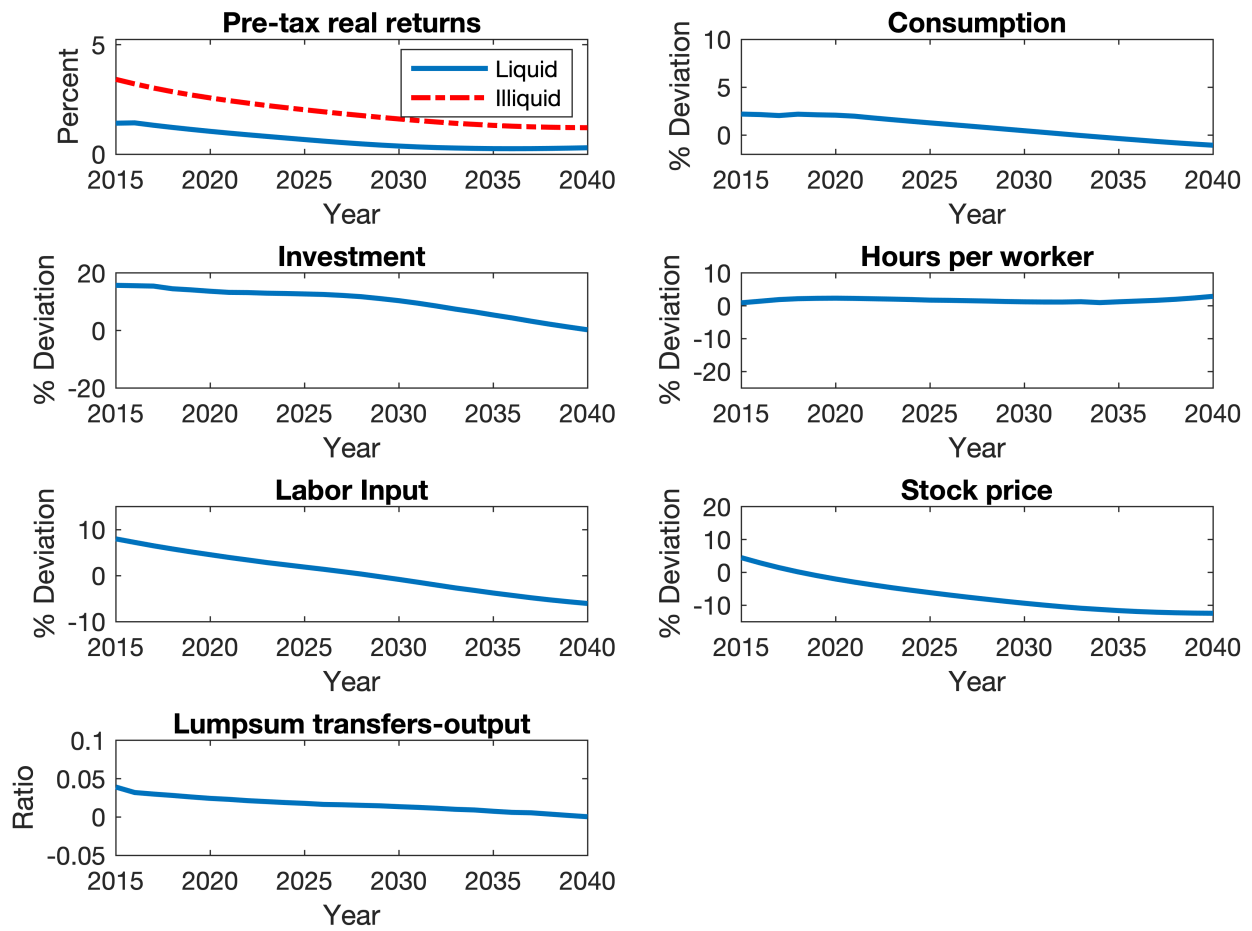 Pre-tax real returns
Percent
5
0
Liquid
Illiquid
2015 2020 2025 2030 2035 2040
Year
Consumption
% Deviation
10
5
0
2015 2020 2025 2030 2035 2040
Year
Investment
% Deviation
20
0
-20
2015 2020 2025 2030 2035 2040
Year
Hours per worker
% Deviation
10
0
-10
-20
2015 2020 2025 2030 2035 2040
Year
Labor Input
% Deviation
10
0
-10
2015 2020 2025 2030 2035 2040
Year
Stock price
% Deviation
20
10
0
-10
2015 2020 2025 2030 2035 2040
Year
Lumpsum transfers-output
Ratio
0.1
0.05
0
-0.05
2015 2020 2025 2030 2035 2040
Year